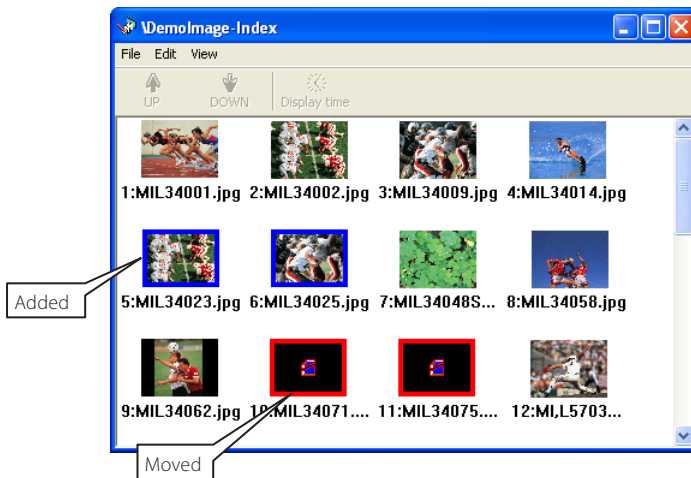 \DemoImage-Index
File Edit View
UP DOWN Display time
1:MIL34001.jpg 2:MIL34002.jpg 3:MIL34009.jpg 4:MIL34014.jpg
Added
5:MIL34023.jpg 6:MIL34025.jpg 7:MIL34048S... 8:MIL34058.jpg
9:MIL34062.jpg 10:MIL34071.... 11:MIL34075.... 12:MI,L5703...
Moved